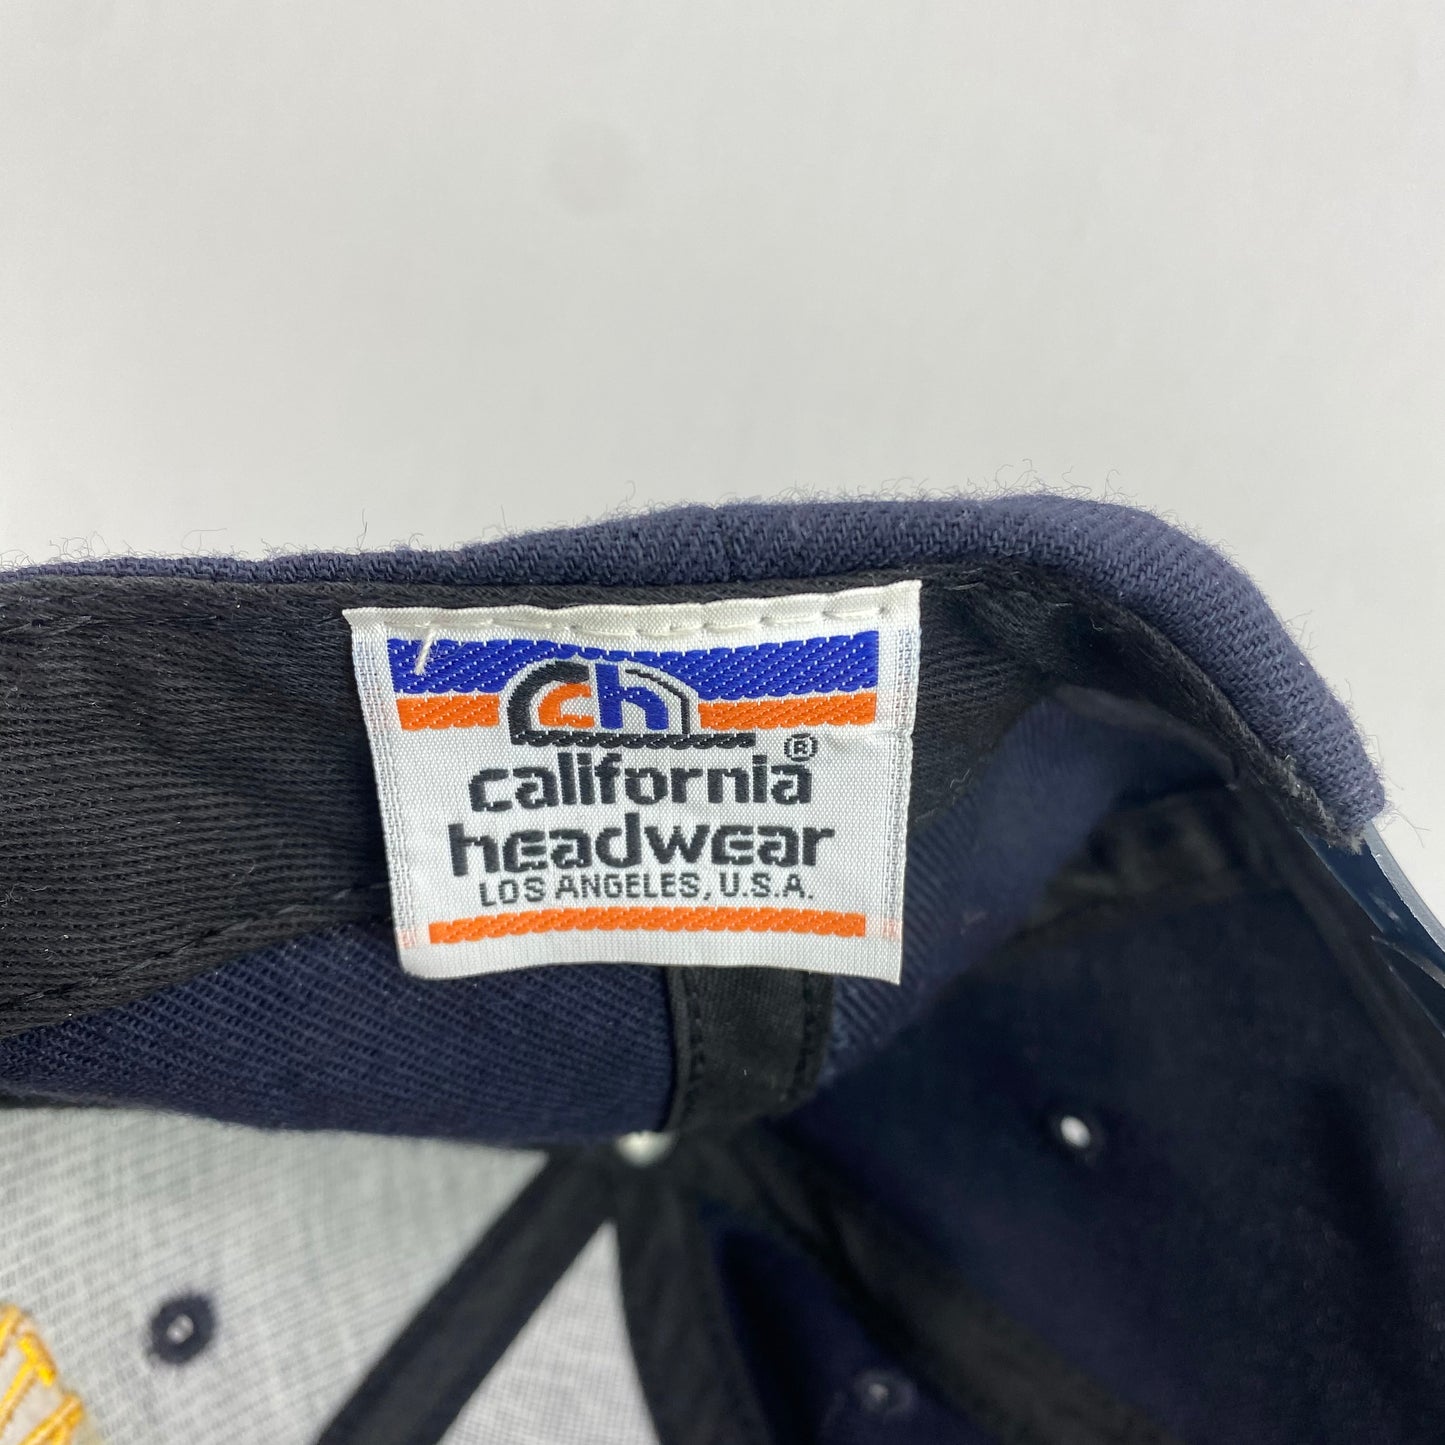 ch
california®
headwear
LOS ANGELES, U.S.A.